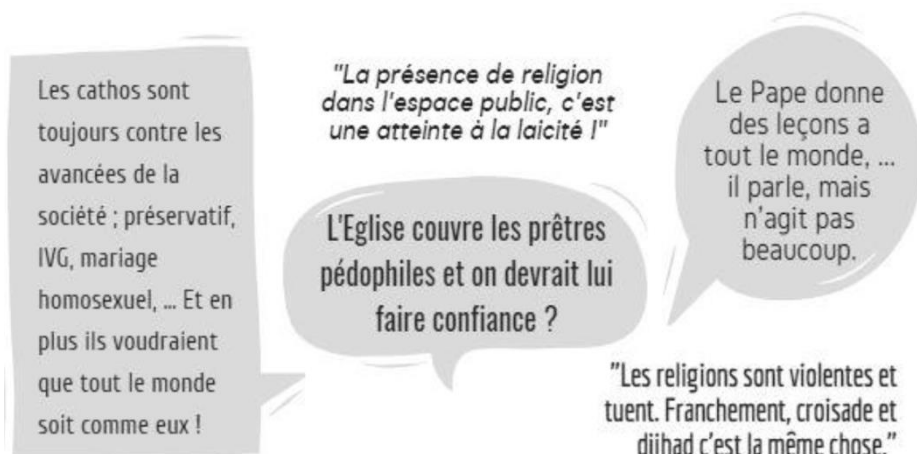 Les cathos sont
toujours contre les
avancées de la
société ; préservatif,
IVG, mariage
homosexuel, ... Et en
plus ils voudraient
que tout le monde
soit comme eux !
"La présence de religion
dans l'espace public, c'est
une atteinte à la laicité !"
L'Eglise couvre les prêtres
pédophiles et on devrait lui
faire confiance ?
Le Pape donne
des leçons a
tout le monde, ...
il parle, mais
n'agit pas
beaucoup.
"Les religions sont violentes et
tuent. Franchement, croisade et
djihad c'est la même chose."